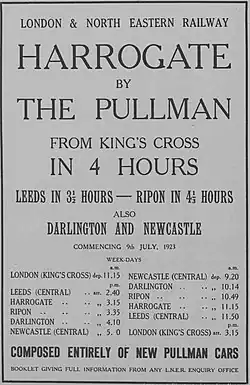 LONDON & NORTH EASTERN RAILWAY
HARROGATE
BY
THE PULLMAN
FROM KING'S CROSS
IN 4 HOURS
LEEDS IN 3½ HOURS — RIPON IN 4½ HOURS
ALSO
DARLINGTON AND NEWCASTLE
COMMENCING 9th JULY, 1923
WEEK-DAYS
a.m.
LONDON (KING'S CROSS) dep. 11.15
p.m.
LEEDS (CENTRAL) .. arr. 2.40
HARROGATE .. .. „ 3.15
RIPON .. .. .. „ 3.35
DARLINGTON .. .. „ 4.10
NEWCASTLE (CENTRAL) „ 5. 0
a.m.
NEWCASTLE (CENTRAL) dep. 9.20
DARLINGTON .. .. „ 10.14
RIPON .. .. .. „ 10.49
HARROGATE .. .. „ 11.15
LEEDS (CENTRAL) .. „ 11.50
p.m.
LONDON (KING'S CROSS) arr. 3.15
COMPOSED ENTIRELY OF NEW PULLMAN CARS
BOOKLET GIVING FULL INFORMATION FROM ANY L.N.E.R. ENQUIRY OFFICE